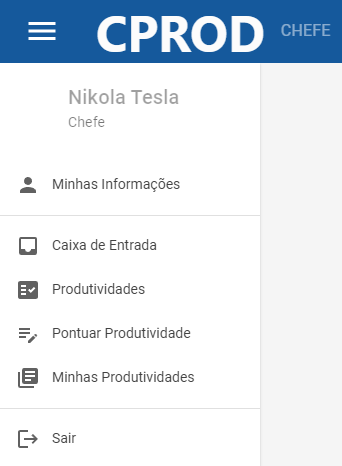 CPROD CHEFE
Nikola Tesla
Chefe
Minhas Informações
Caixa de Entrada
Produtividades
Pontuar Produtividade
Minhas Produtividades
Sair